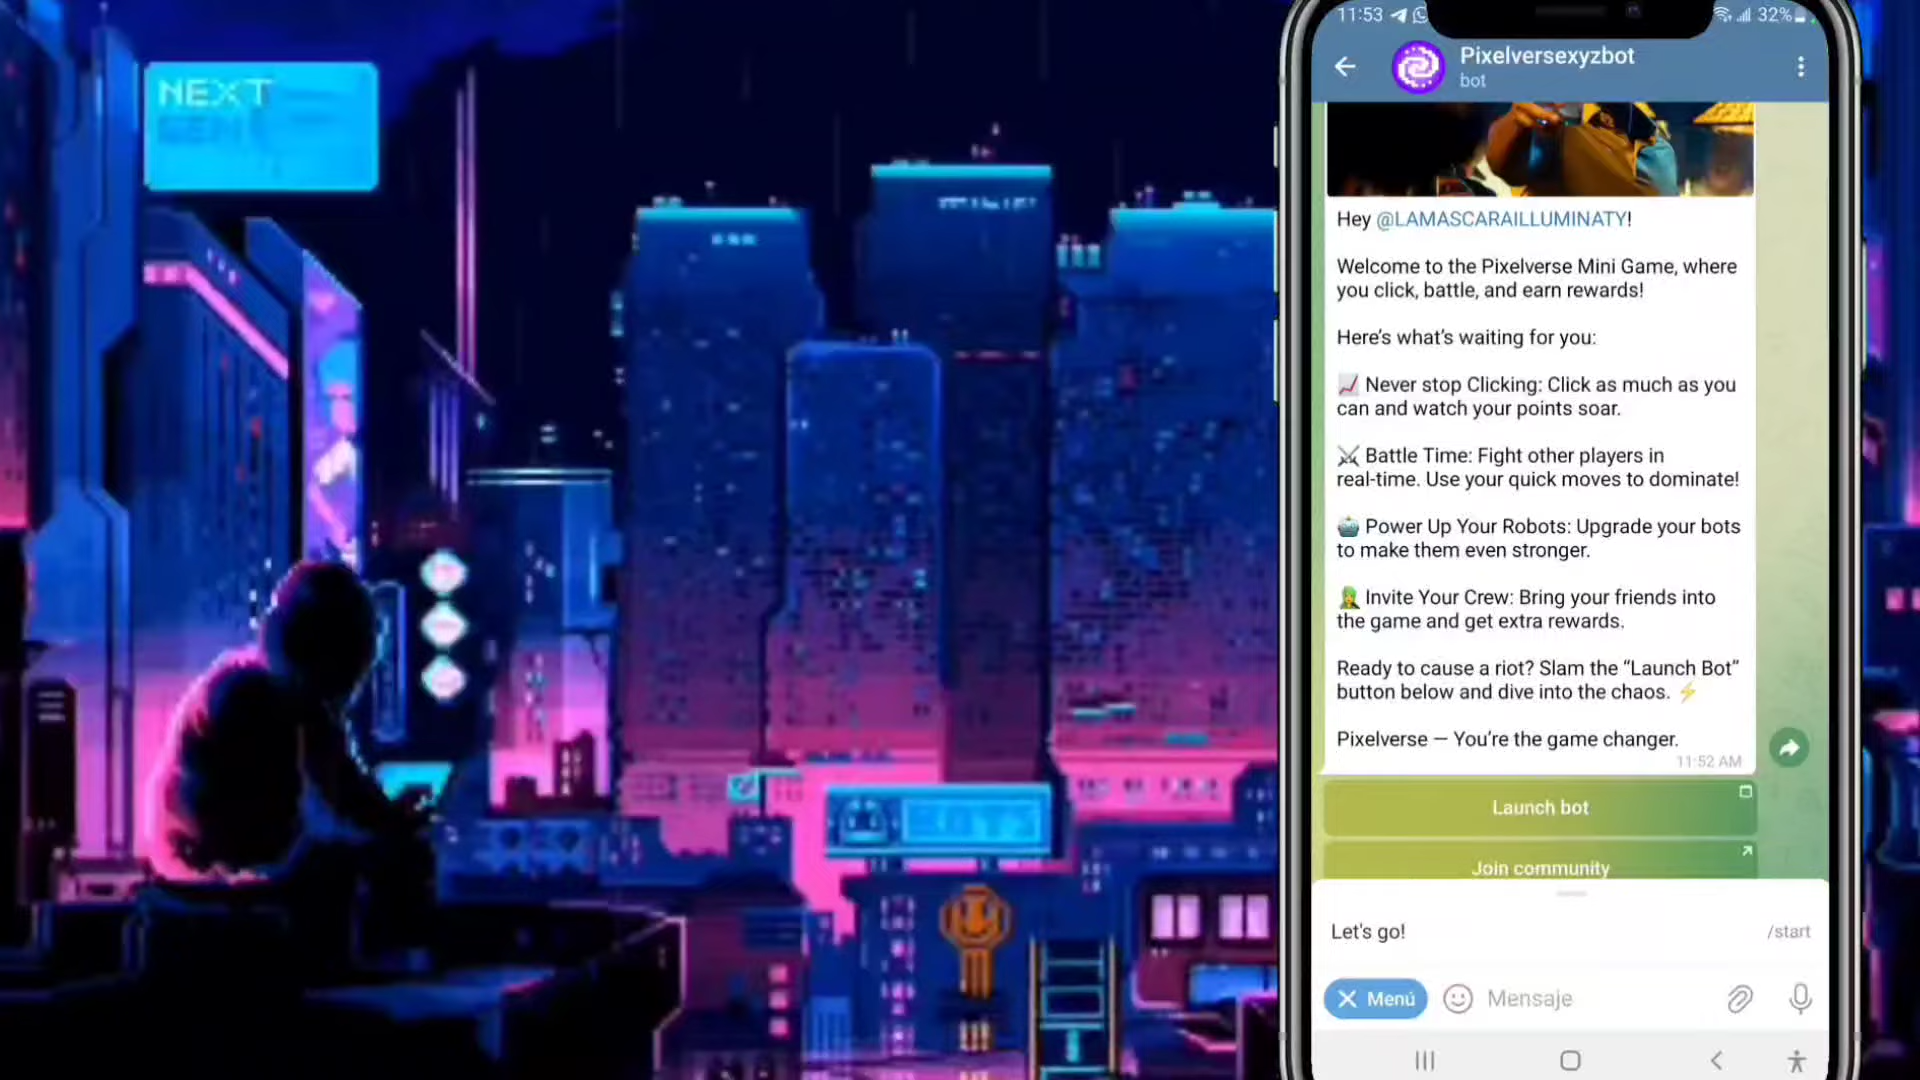 NEXT
GEN
11:53
32%
Pixelversexyzbot
bot
Hey @LAMASCARAILLUMINATY!
Welcome to the Pixelverse Mini Game, where
you click, battle, and earn rewards!
Here’s what’s waiting for you:
📈 Never stop Clicking: Click as much as you
can and watch your points soar.
⚔ Battle Time: Fight other players in
real-time. Use your quick moves to dominate!
🤖 Power Up Your Robots: Upgrade your bots
to make them even stronger.
Invite Your Crew: Bring your friends into
the game and get extra rewards.
Ready to cause a riot? Slam the “Launch Bot”
button below and dive into the chaos. ⚡
Pixelverse — You’re the game changer.
11:52 AM
Launch bot
Join community
Let's go!
/start
Menú
Mensaje